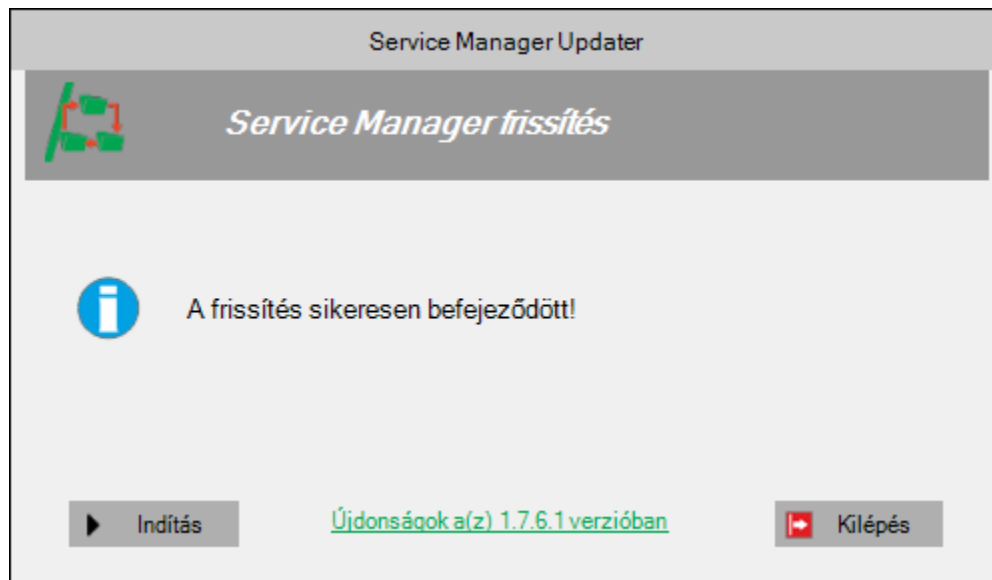 Service Manager Updater
Service Manager frissítés
A frissítés sikeresen befejeződött!
Indítás
Újdonságok a(z) 1.7.6.1 verzióban
Kilépés